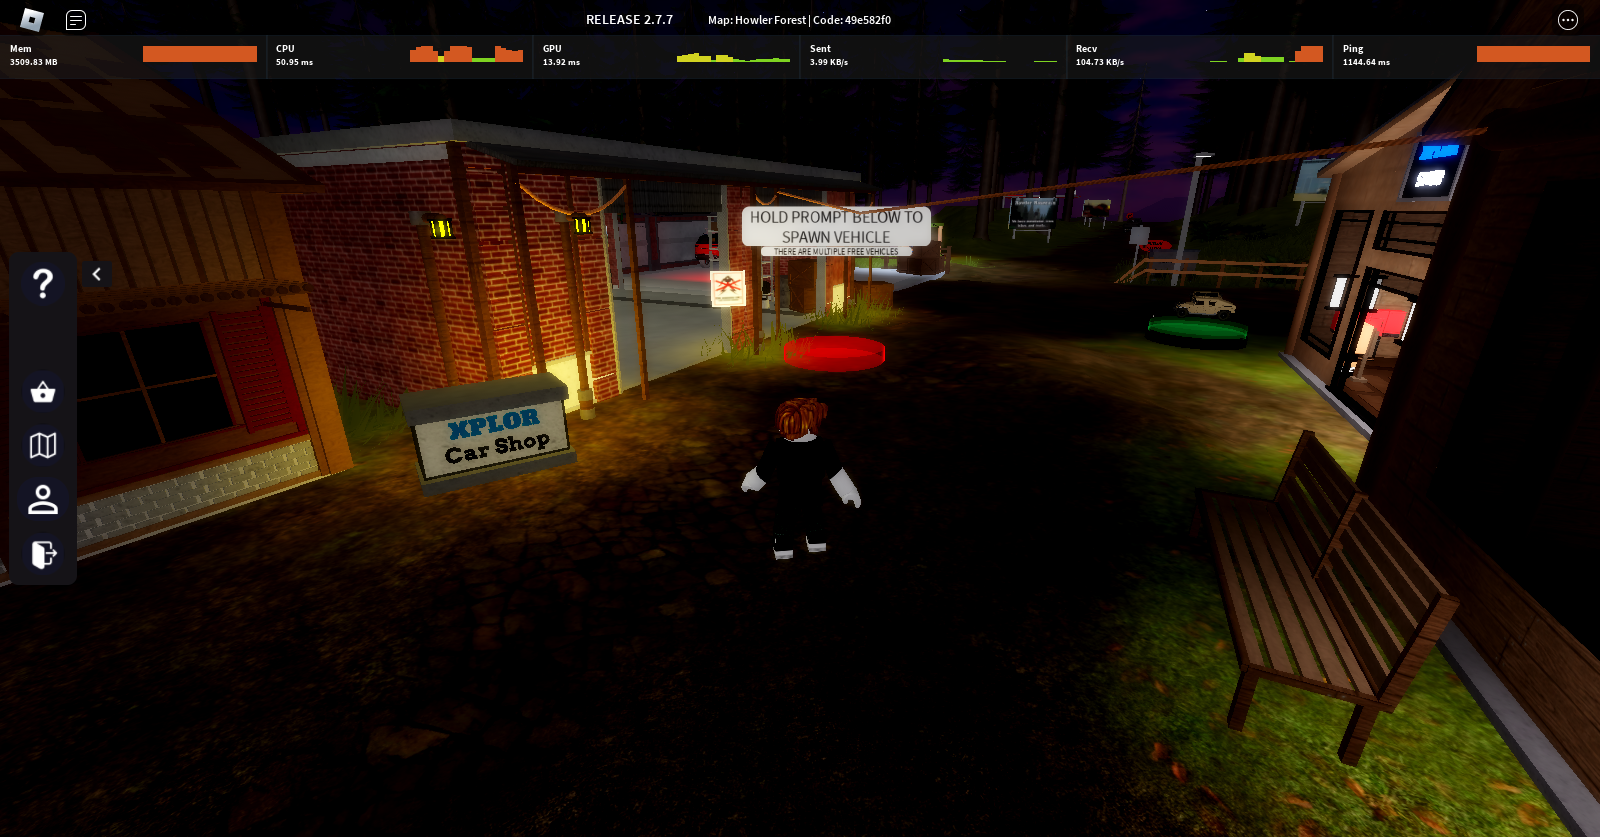 RELEASE 2.7.7
Map: Howler Forest | Code: 49e582f0
Mem
3509.83 MB
CPU
50.95 ms
GPU
13.92 ms
Sent
3.99 KB/s
Recv
104.73 KB/s
Ping
1144.64 ms
HOLD PROMPT BELOW TO
SPAWN VEHICLE
THERE ARE MULTIPLE FREE VEHICLES
?
XPLOR
Car Shop